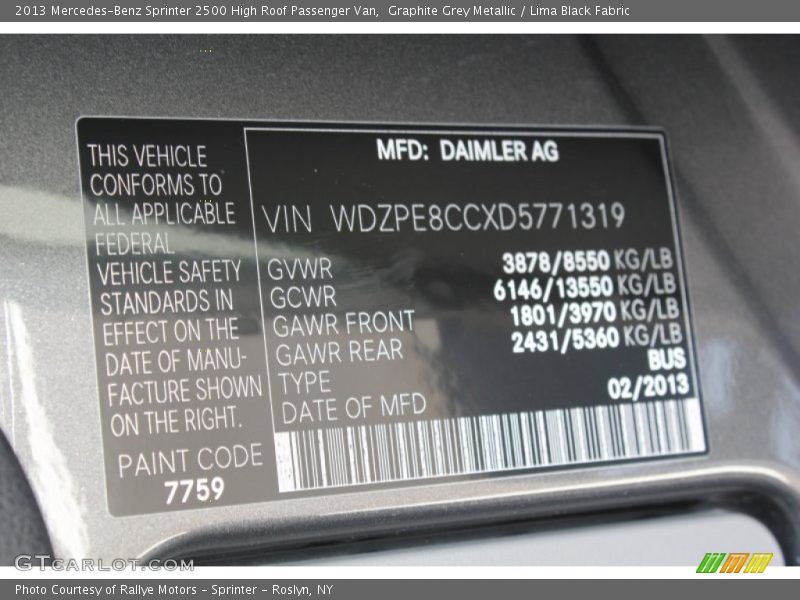 2013 Mercedes-Benz Sprinter 2500 High Roof Passenger Van,  Graphite Grey Metallic / Lima Black Fabric
THIS VEHICLE
CONFORMS TO
ALL APPLICABLE
FEDERAL
VEHICLE SAFETY
STANDARDS IN
EFFECT ON THE
DATE OF MANU-
FACTURE SHOWN
ON THE RIGHT.
PAINT CODE
7759
MFD: DAIMLER AG
VIN WDZPE8CCXD5771319
GVWR 3878/8550 KG/LB
GCWR 6146/13550 KG/LB
GAWR FRONT 1801/3970 KG/LB
GAWR REAR 2431/5360 KG/LB
TYPE BUS
DATE OF MFD 02/2013
GTCARLOT.COM
Photo Courtesy of Rallye Motors - Sprinter - Roslyn, NY